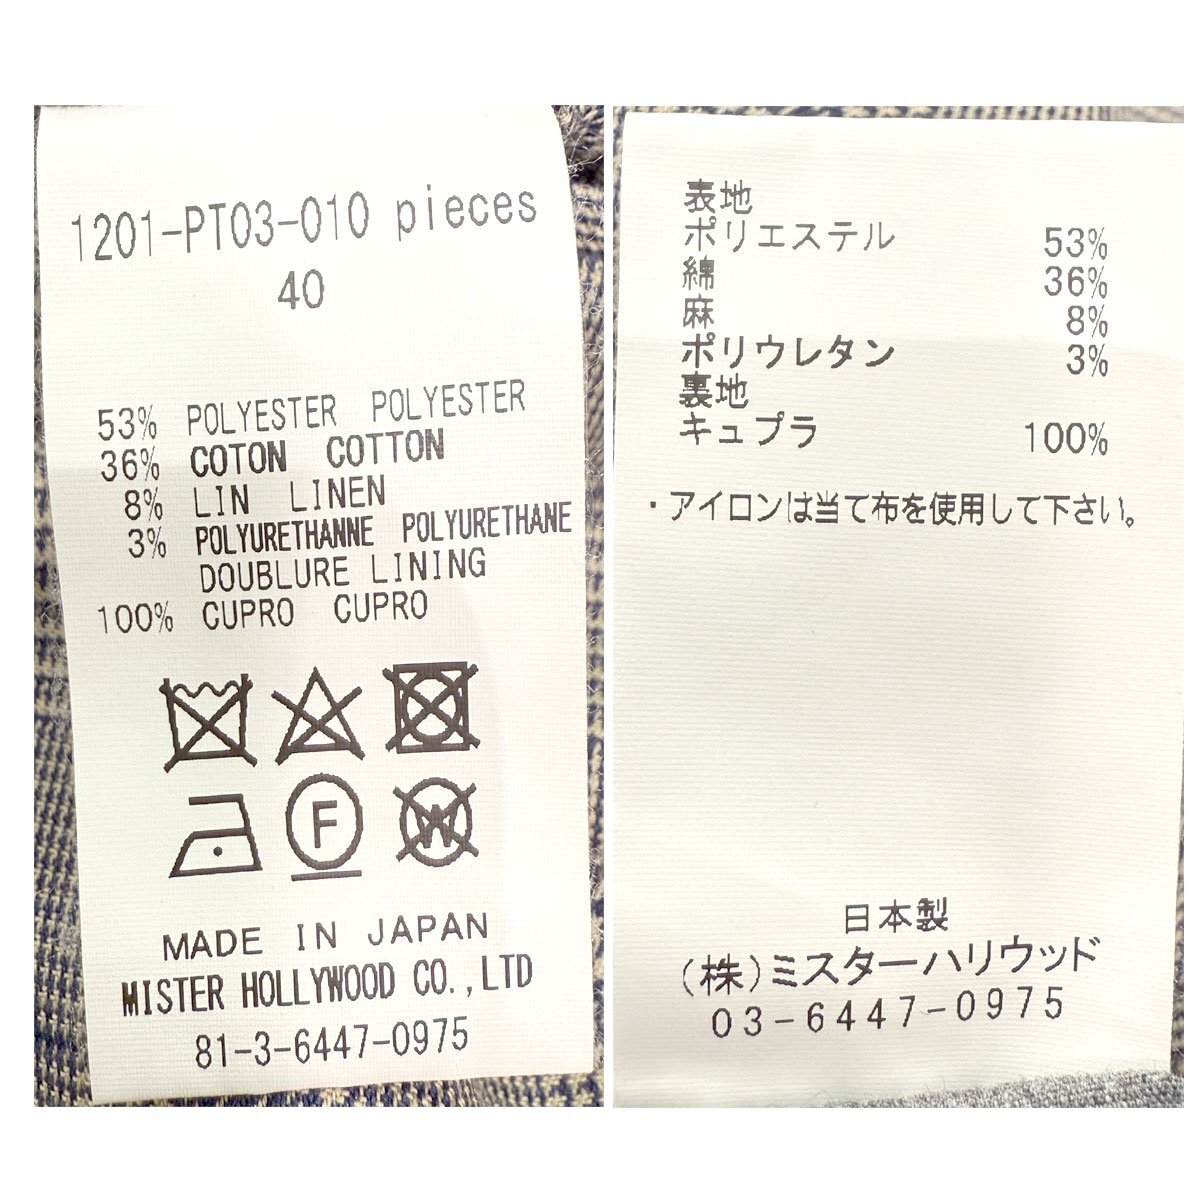 1201-PT03-010 pieces
40
53% POLYESTER POLYESTER
36% COTON COTTON
8% LIN LINEN
3% POLYURETHANNE POLYURETHANE
DOUBLURE LINING
100% CUPRO CUPRO
F
W
MADE IN JAPAN
MISTER HOLLYWOOD CO.,LTD
81-3-6447-0975
表地
ポリエステル 53%
綿 36%
麻 8%
ポリウレタン 3%
裏地
キュプラ 100%
・アイロンは当て布を使用して下さい。
日本製
(株)ミスターハリウッド
03-6447-0975